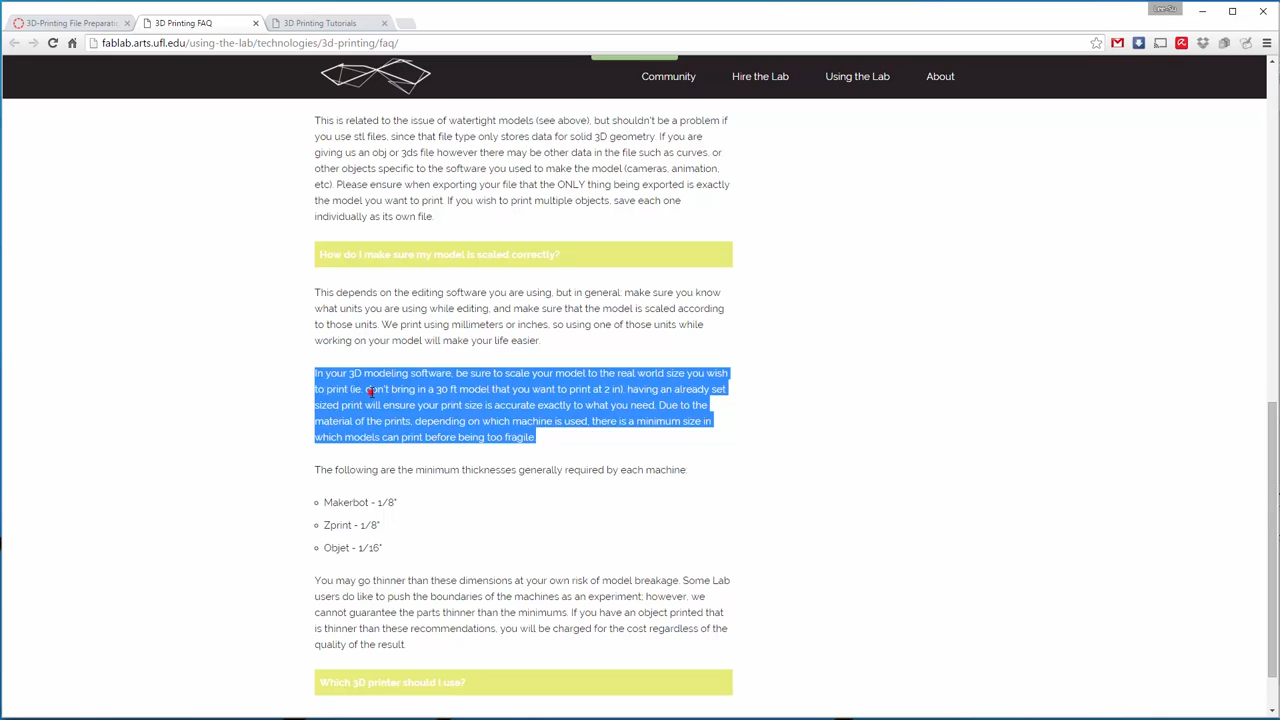 Lee-Su
3D-Printing File Preparati
3D Printing FAQ
3D Printing Tutorials
fablab.arts.ufl.edu/using-the-lab/technologies/3d-printing/faq/
Community
Hire the Lab
Using the Lab
About
This is related to the issue of watertight models (see above), but shouldn't be a problem if
you use stl files, since that file type only stores data for solid 3D geometry. If you are
giving us an obj or 3ds file however there may be other data in the file such as curves, or
other objects specific to the software you used to make the model (cameras, animation,
etc). Please ensure when exporting your file that the ONLY thing being exported is exactly
the model you want to print. If you wish to print multiple objects, save each one
individually as its own file.
How do I make sure my model is scaled correctly?
This depends on the editing software you are using, but in general: make sure you know
what units you are using while editing, and make sure that the model is scaled according
to those units. We print using millimeters or inches, so using one of those units while
working on your model will make your life easier.
In your 3D modeling software, be sure to scale your model to the real world size you wish
to print (ie. don't bring in a 30 ft model that you want to print at 2 in), having an already set
sized print will ensure your print size is accurate exactly to what you need. Due to the
material of the prints, depending on which machine is used, there is a minimum size in
which models can print before being too fragile.
The following are the minimum thicknesses generally required by each machine:
Makerbot - 1/8"
Zprint - 1/8"
Objet - 1/16"
You may go thinner than these dimensions at your own risk of model breakage. Some Lab
users do like to push the boundaries of the machines as an experiment; however, we
cannot guarantee the parts thinner than the minimums. If you have an object printed that
is thinner than these recommendations, you will be charged for the cost regardless of the
quality of the result.
Which 3D printer should I use?